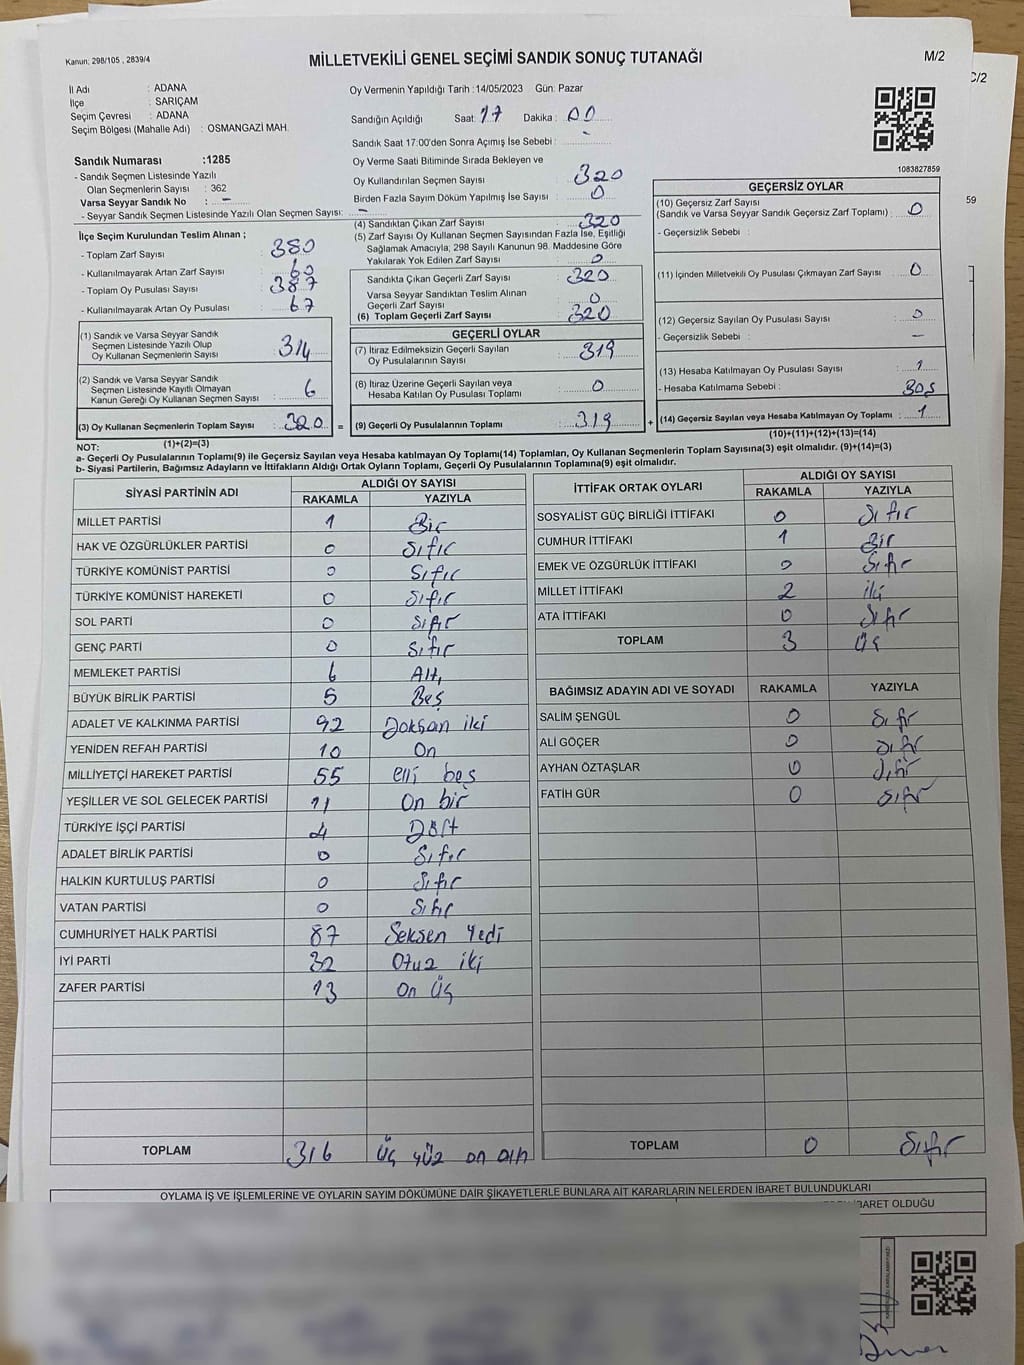 Kanun: 298/105 , 2839/4
MİLLETVEKİLİ GENEL SEÇİMİ SANDIK SONUÇ TUTANAĞI
M/2
C/2
İl Adı : ADANA
İlçe : SARIÇAM
Seçim Çevresi : ADANA
Seçim Bölgesi (Mahalle Adı) : OSMANGAZİ MAH.
Oy Vermenin Yapıldığı Tarih :14/05/2023 Gün: Pazar
Sandığın Açıldığı Saat: 17 Dakika : 00
Sandık Saat 17:00'den Sonra Açımış İse Sebebi : -
Oy Verme Saati Bitiminde Sırada Bekleyen ve
Oy Kullandırılan Seçmen Sayısı : 320
Birden Fazla Sayım Döküm Yapılmış İse Sayısı : 0
1083827859
59
Sandık Numarası :1285
- Sandık Seçmen Listesinde Yazılı
Olan Seçmenlerin Sayısı : 362
Varsa Seyyar Sandık No : -
- Seyyar Sandık Seçmen Listesinde Yazılı Olan Seçmen Sayısı: -
İlçe Seçim Kurulundan Teslim Alınan ;
- Toplam Zarf Sayısı : 380
- Kullanılmayarak Artan Zarf Sayısı : 60
- Toplam Oy Pusulası Sayısı : 387
- Kullanılmayarak Artan Oy Pusulası : 67
(1) Sandık ve Varsa Seyyar Sandık
Seçmen Listesinde Yazılı Olup
Oy Kullanan Seçmenlerin Sayısı : 314
(2) Sandık ve Varsa Seyyar Sandık
Seçmen Listesinde Kayıtlı Olmayan
Kanun Gereği Oy Kullanan Seçmen Sayısı : 6
(3) Oy Kullanan Seçmenlerin Toplam Sayısı : 320
(4) Sandıktan Çıkan Zarf Sayısı : 320
(5) Zarf Sayısı Oy Kullanan Seçmen Sayısından Fazla İse, Eşitliği
Sağlamak Amacıyla; 298 Sayılı Kanunun 98. Maddesine Göre
Yakılarak Yok Edilen Zarf Sayısı : 0
Sandıkta Çıkan Geçerli Zarf Sayısı : 320
Varsa Seyyar Sandıktan Teslim Alınan
Geçerli Zarf Sayısı : 0
(6) Toplam Geçerli Zarf Sayısı : 320
GEÇERLİ OYLAR
(7) İtiraz Edilmeksizin Geçerli Sayılan
Oy Pusulalarının Sayısı : 319
(8) İtiraz Üzerine Geçerli Sayılan veya
Hesaba Katılan Oy Pusulası Toplamı : 0
= (9) Geçerli Oy Pusulalarının Toplamı : 319
GEÇERSİZ OYLAR
(10) Geçersiz Zarf Sayısı
(Sandık ve Varsa Seyyar Sandık Geçersiz Zarf Toplamı) : 0
- Geçersizlik Sebebi :
(11) İçinden Milletvekili Oy Pusulası Çıkmayan Zarf Sayısı : 0
(12) Geçersiz Sayılan Oy Pusulası Sayısı : 0
- Geçersizlik Sebebi : -
(13) Hesaba Katılmayan Oy Pusulası Sayısı : 1
- Hesaba Katılmama Sebebi : Boş
+ (14) Geçersiz Sayılan veya Hesaba Katılmayan Oy Toplamı : 1
NOT: (1)+(2)=(3)
(10)+(11)+(12)+(13)=(14)
a- Geçerli Oy Pusulasının Toplamı(9) ile Geçersiz Sayılan veya Hesaba katılmayan Oy Toplamı(14) Toplamları, Oy Kullanan Seçmenlerin Toplam Sayısına(3) eşit olmalıdır. (9)+(14)=(3)
b- Siyasi Partilerin, Bağımsız Adayların ve İttifakların Aldığı Ortak Oyların Toplamı, Geçerli Oy Pusulalarının Toplamına(9) eşit olmalıdır.
SİYASİ PARTİNİN ADI ALDIĞI OY SAYISI
RAKAMLA YAZIYLA
MİLLET PARTİSİ 1 Bir
HAK VE ÖZGÜRLÜKLER PARTİSİ 0 Sıfır
TÜRKİYE KOMÜNİST PARTİSİ 0 Sıfır
TÜRKİYE KOMÜNİST HAREKETİ 0 Sıfır
SOL PARTİ 0 Sıfır
GENÇ PARTİ 0 Sıfır
MEMLEKET PARTİSİ 6 Altı
BÜYÜK BİRLİK PARTİSİ 5 Beş
ADALET VE KALKINMA PARTİSİ 92 Doksan iki
YENİDEN REFAH PARTİSİ 10 On
MİLLİYETÇİ HAREKET PARTİSİ 55 elli beş
YEŞİLLER VE SOL GELECEK PARTİSİ 11 On bir
TÜRKİYE İŞÇİ PARTİSİ 4 Dört
ADALET BİRLİK PARTİSİ 0 Sıfır
HALKIN KURTULUŞ PARTİSİ 0 Sıfır
VATAN PARTİSİ 0 Sıfır
CUMHURİYET HALK PARTİSİ 87 Seksen Yedi
İYİ PARTİ 32 Otuz iki
ZAFER PARTİSİ 13 On Üç
TOPLAM 316 Üç yüz on altı
İTTİFAK ORTAK OYLARI ALDIĞI OY SAYISI
RAKAMLA YAZIYLA
SOSYALİST GÜÇ BİRLİĞİ İTTİFAKI 0 Sıfır
CUMHUR İTTİFAKI 1 Bir
EMEK VE ÖZGÜRLÜK İTTİFAKI 0 Sıfır
MİLLET İTTİFAKI 2 iki
ATA İTTİFAKI 0 Sıfır
TOPLAM 3 Üç
BAĞIMSIZ ADAYIN ADI VE SOYADI RAKAMLA YAZIYLA
SALİM ŞENGÜL 0 Sıfır
ALİ GÖÇER 0 Sıfır
AYHAN ÖZTAŞLAR 0 Sıfır
FATİH GÜR 0 Sıfır
TOPLAM 0 Sıfır
OYLAMA İŞ VE İŞLEMLERİNE VE OYLARIN SAYIM DÖKÜMÜNE DAİR ŞİKAYETLERLE BUNLARA AİT KARARLARIN NELERDEN İBARET BULUNDUKLARI
BARET OLDUĞU